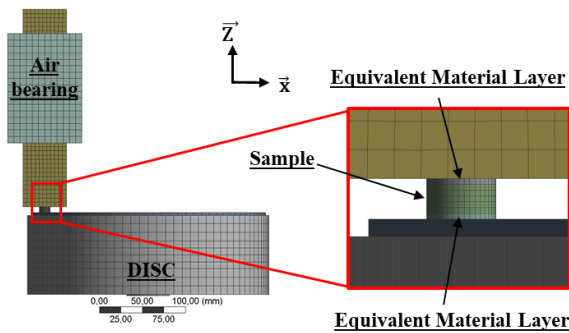 Air
bearing
Z
x
Equivalent Material Layer
Sample
DISC
0,00 50,00 100,00 (mm)
25,00 75,00
Equivalent Material Layer